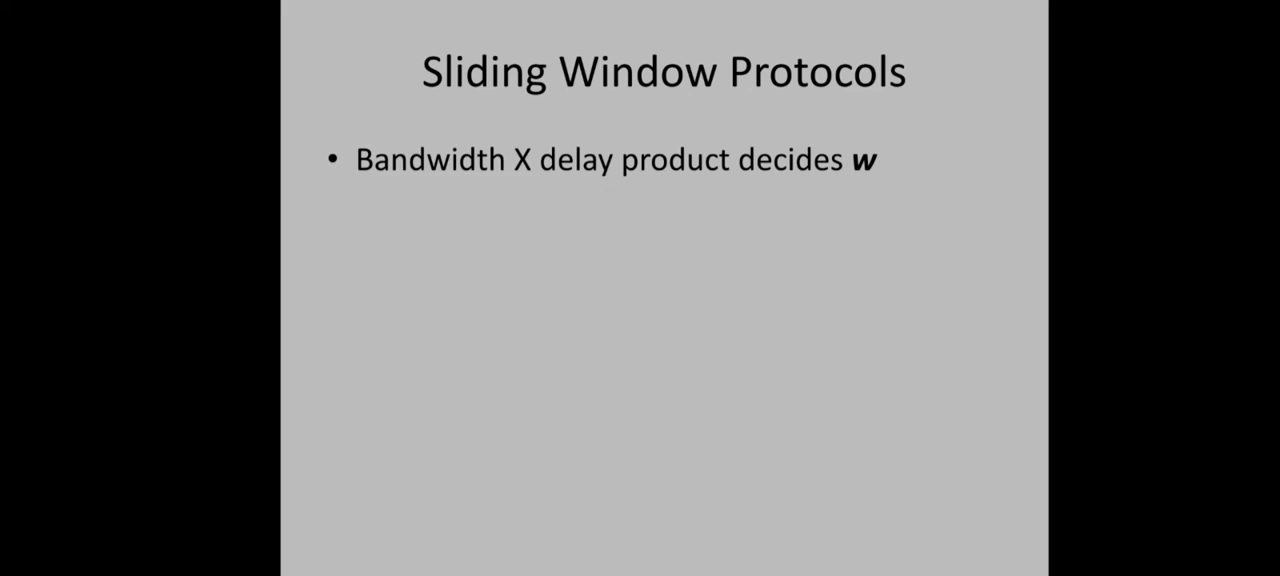 Sliding Window Protocols
• Bandwidth X delay product decides w